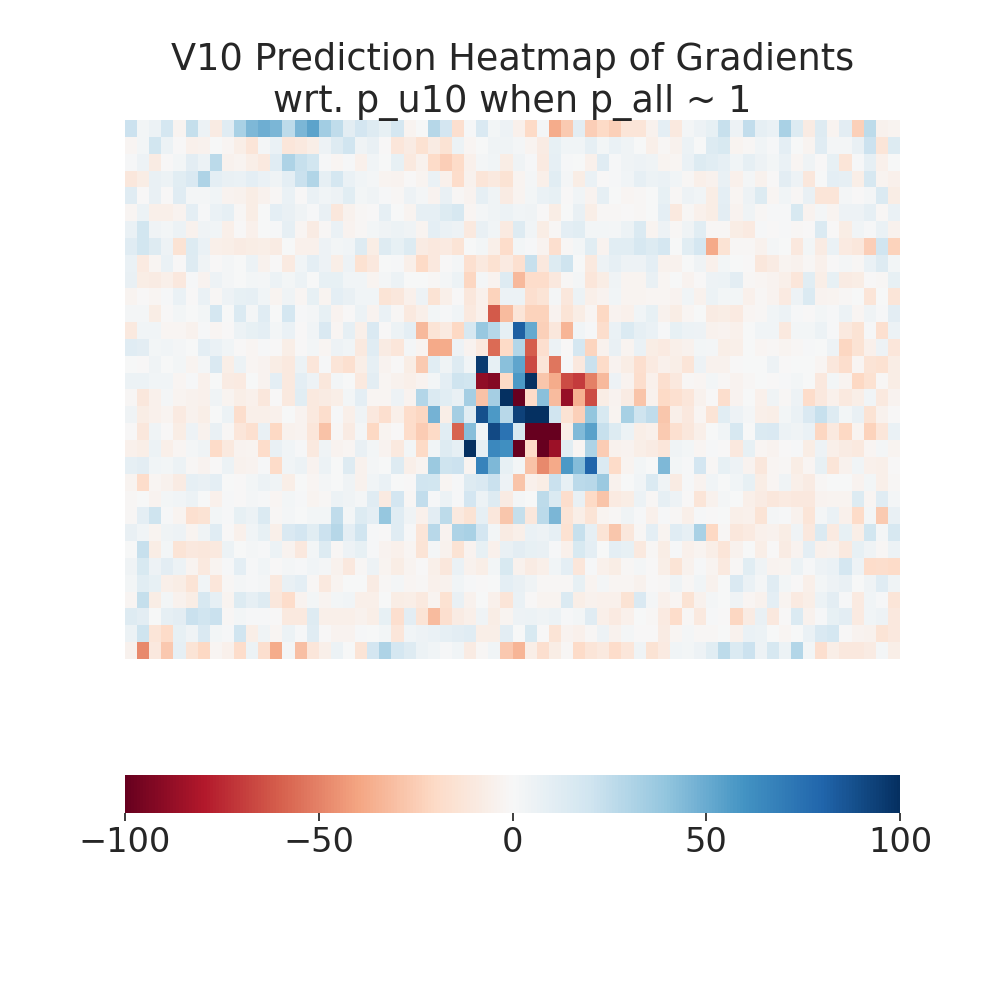 V10 Prediction Heatmap of Gradients
wrt. p_u10 when p_all ~ 1
−100 −50 0 50 100